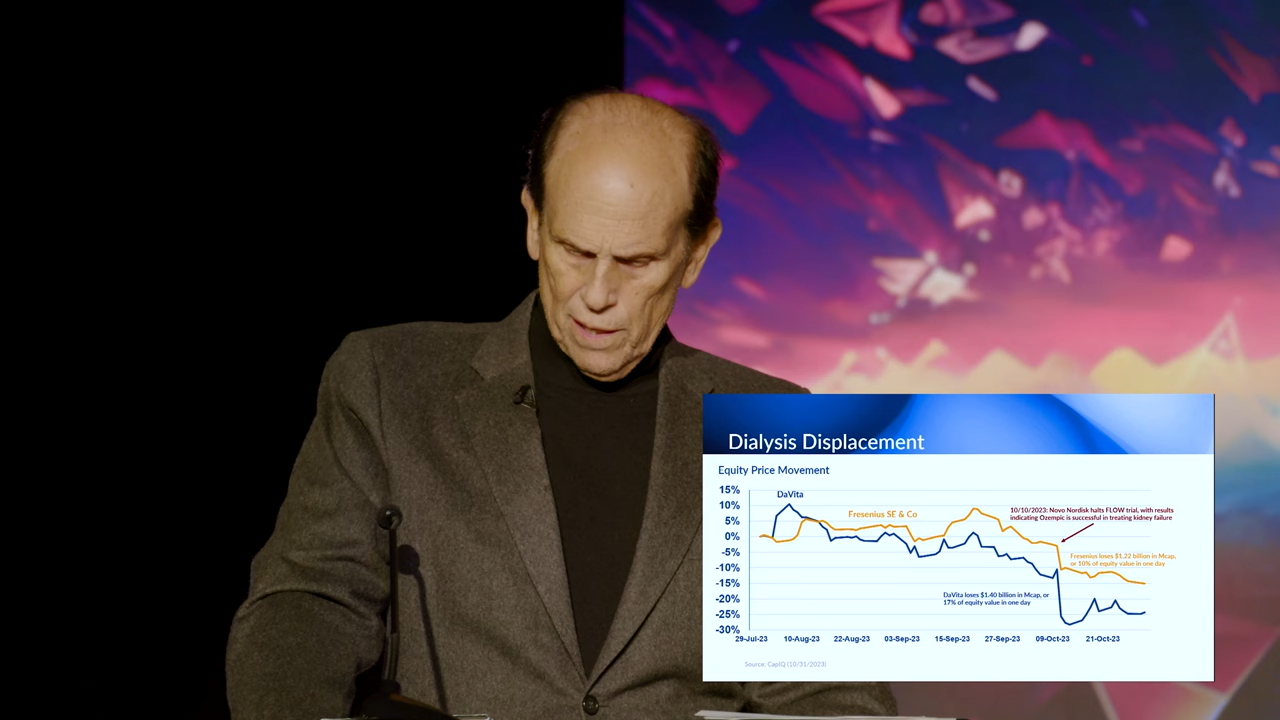 Dialysis Displacement
Equity Price Movement
15%
10%
5%
0%
-5%
-10%
-15%
-20%
-25%
-30%
DaVita
Fresenius SE & Co
10/10/2023: Novo Nordisk halts FLOW trial, with results
indicating Ozempic is successful in treating kidney failure
Fresenius loses $1.22 billion in Mcap,
or 10% of equity value in one day
DaVita loses $1.40 billion in Mcap, or
17% of equity value in one day
29-Jul-23 10-Aug-23 22-Aug-23 03-Sep-23 15-Sep-23 27-Sep-23 09-Oct-23 21-Oct-23
Source: CapIQ (10/31/2023)